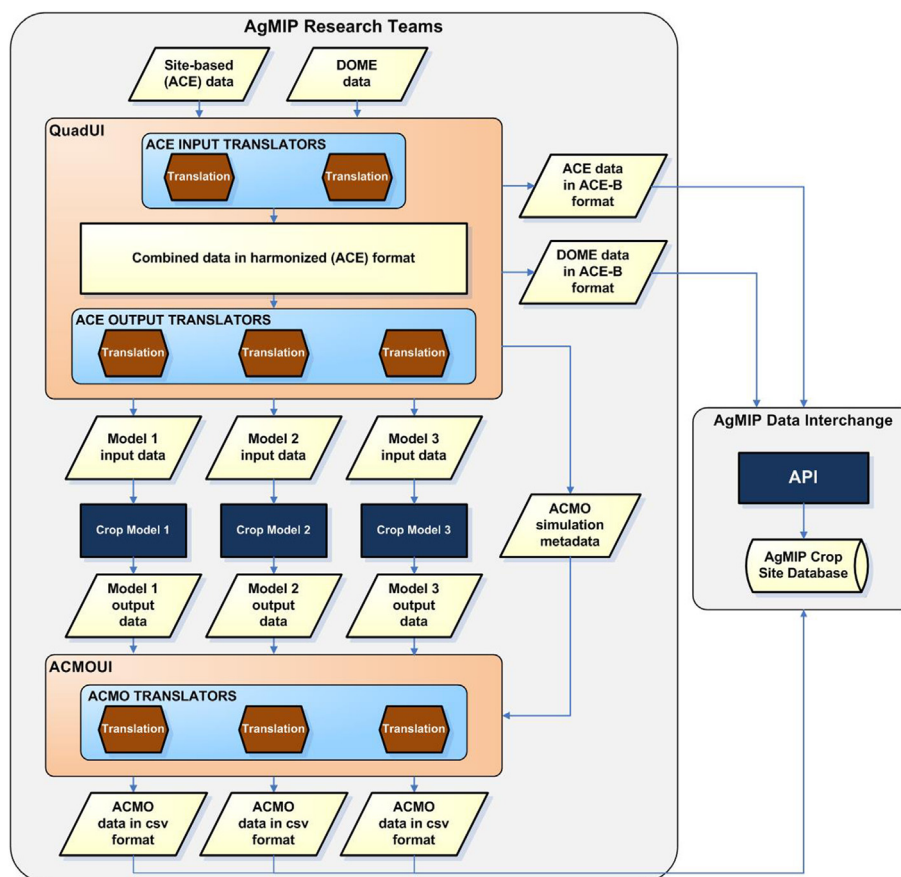 AgMIP Research Teams
Site-based
(ACE) data
DOME
data
QuadUI
ACE INPUT TRANSLATORS
Translation
Translation
ACE data
in ACE-B
format
Combined data in harmonized (ACE) format
DOME data
in ACE-B
format
ACE OUTPUT TRANSLATORS
Translation
Translation
Translation
Model 1
input data
Model 2
input data
Model 3
input data
AgMIP Data Interchange
API
AgMIP Crop
Site Database
Crop Model 1
Crop Model 2
Crop Model 3
ACMO
simulation
metadata
Model 1
output
data
Model 2
output
data
Model 3
output
data
ACMOUI
ACMO TRANSLATORS
Translation
Translation
Translation
ACMO
data in csv
format
ACMO
data in csv
format
ACMO
data in csv
format